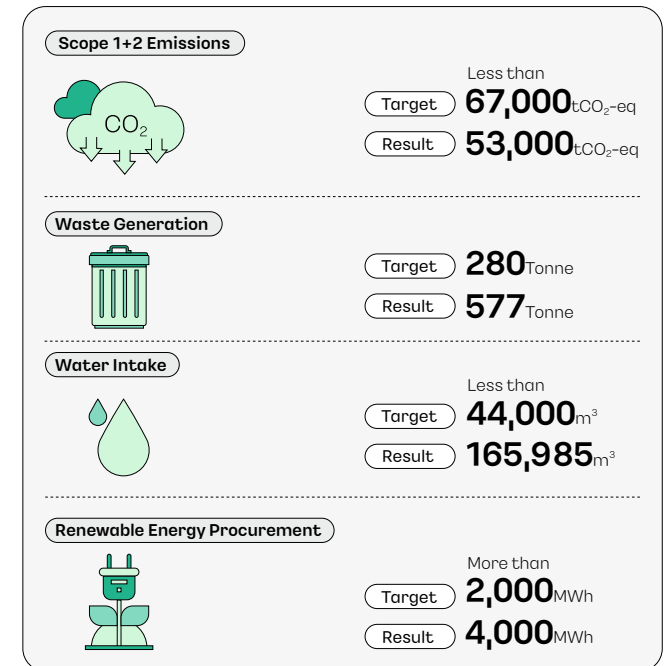 Scope 1+2 Emissions
CO₂
Less than
Target 67,000tCO₂-eq
Result 53,000tCO₂-eq
Waste Generation
Target 280Tonne
Result 577Tonne
Water Intake
Less than
Target 44,000m³
Result 165,985m³
Renewable Energy Procurement
More than
Target 2,000MWh
Result 4,000MWh